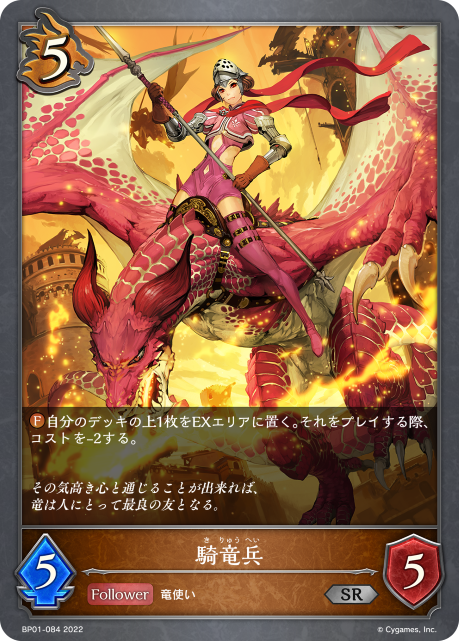 5
F 自分のデッキの上1枚をEXエリアに置く。それをプレイする際、
コストを-2する。
その気高き心と通じることが出来れば、
竜は人にとって最良の友となる。
き りゅう へい
騎竜兵
5
5
Follower 竜使い
SR
BP01-084 2022
© Cygames, Inc.